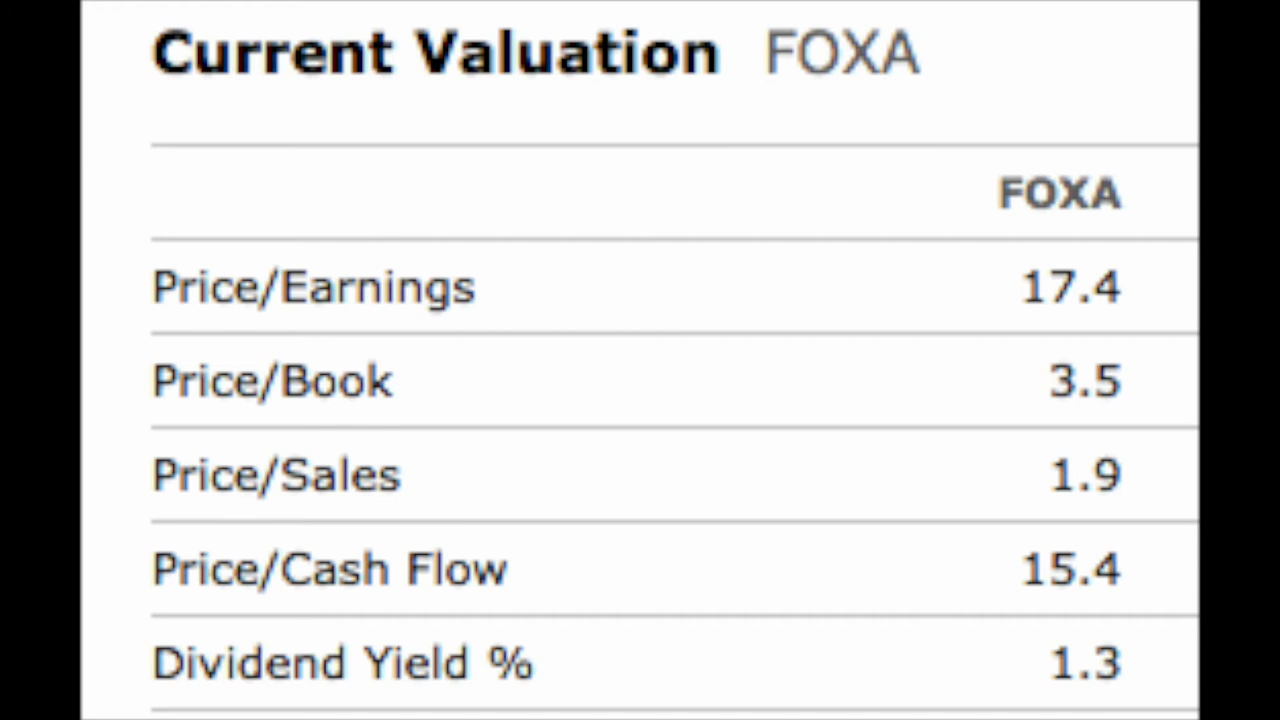 Current Valuation FOXA
FOXA
Price/Earnings 17.4
Price/Book 3.5
Price/Sales 1.9
Price/Cash Flow 15.4
Dividend Yield % 1.3